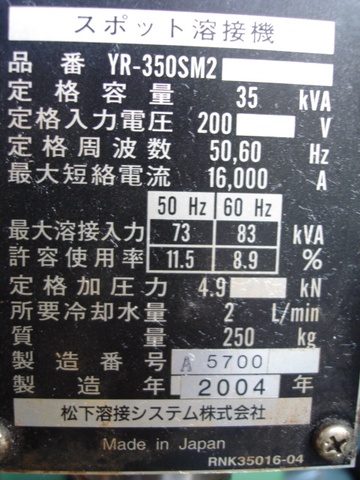 スポット溶接機
品番 YR-350SM2
定格容量 35 kVA
定格入力電圧 200 V
定格周波数 50,60 Hz
最大短絡電流 16,000 A
50 Hz 60 Hz
最大溶接入力 73 83 kVA
許容使用率 11.5 8.9 %
定格加圧力 4.9 kN
所要冷却水量 2 L/min
質量 250 kg
製造番号 A 5700
製造年 2004 年
松下溶接システム株式会社
Made in Japan
RNK35016-04